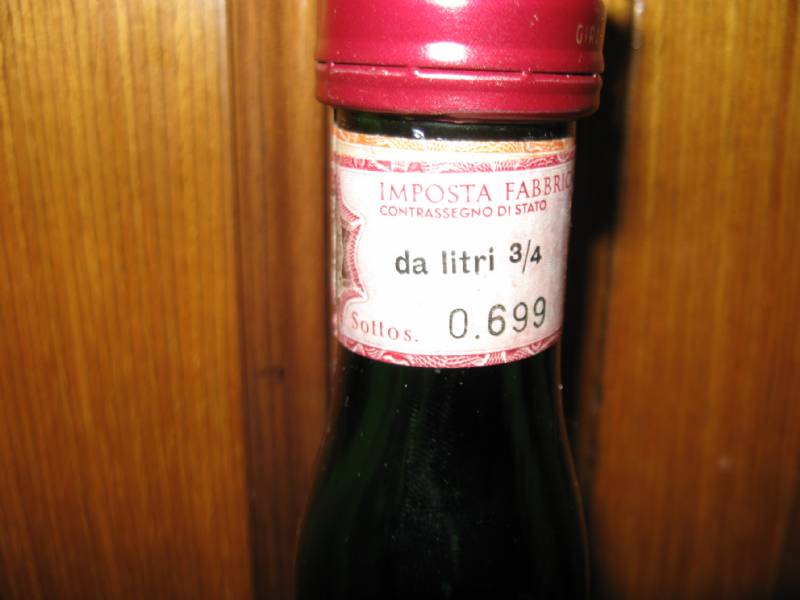 IMPOSTA FABBRIC
CONTRASSEGNO DI STATO
da litri 3/4
Sottos. 0.699